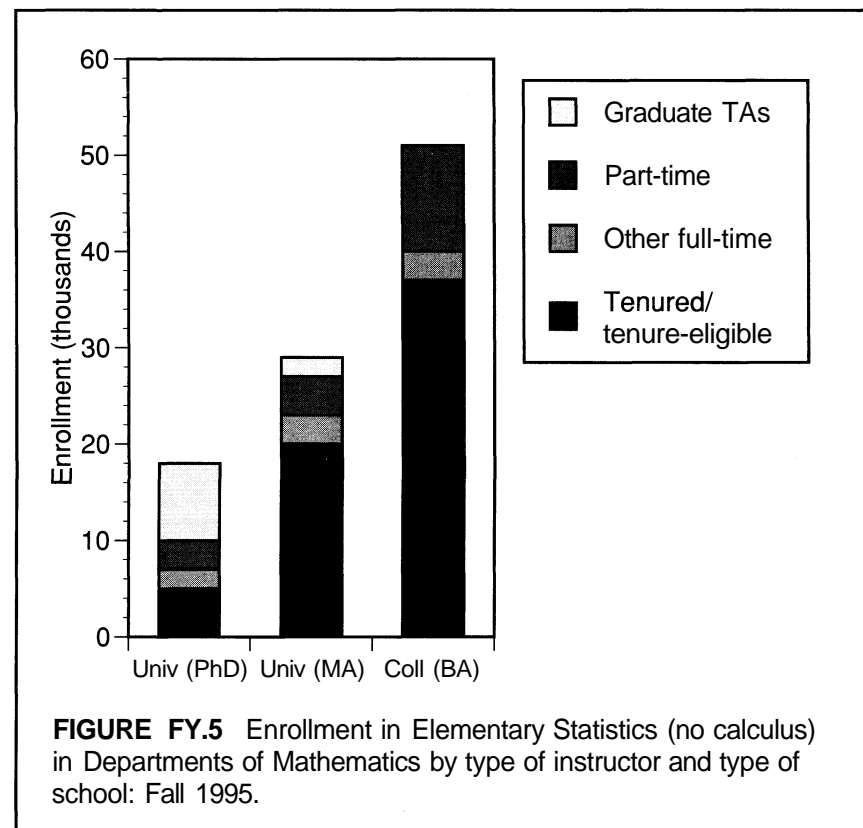 60
50
40
30
20
10
0
Enrollment (thousands)
Univ (PhD) Univ (MA) Coll (BA)
Graduate TAs
Part-time
Other full-time
Tenured/
tenure-eligible
FIGURE FY.5 Enrollment in Elementary Statistics (no calculus)
in Departments of Mathematics by type of instructor and type of
school: Fall 1995.